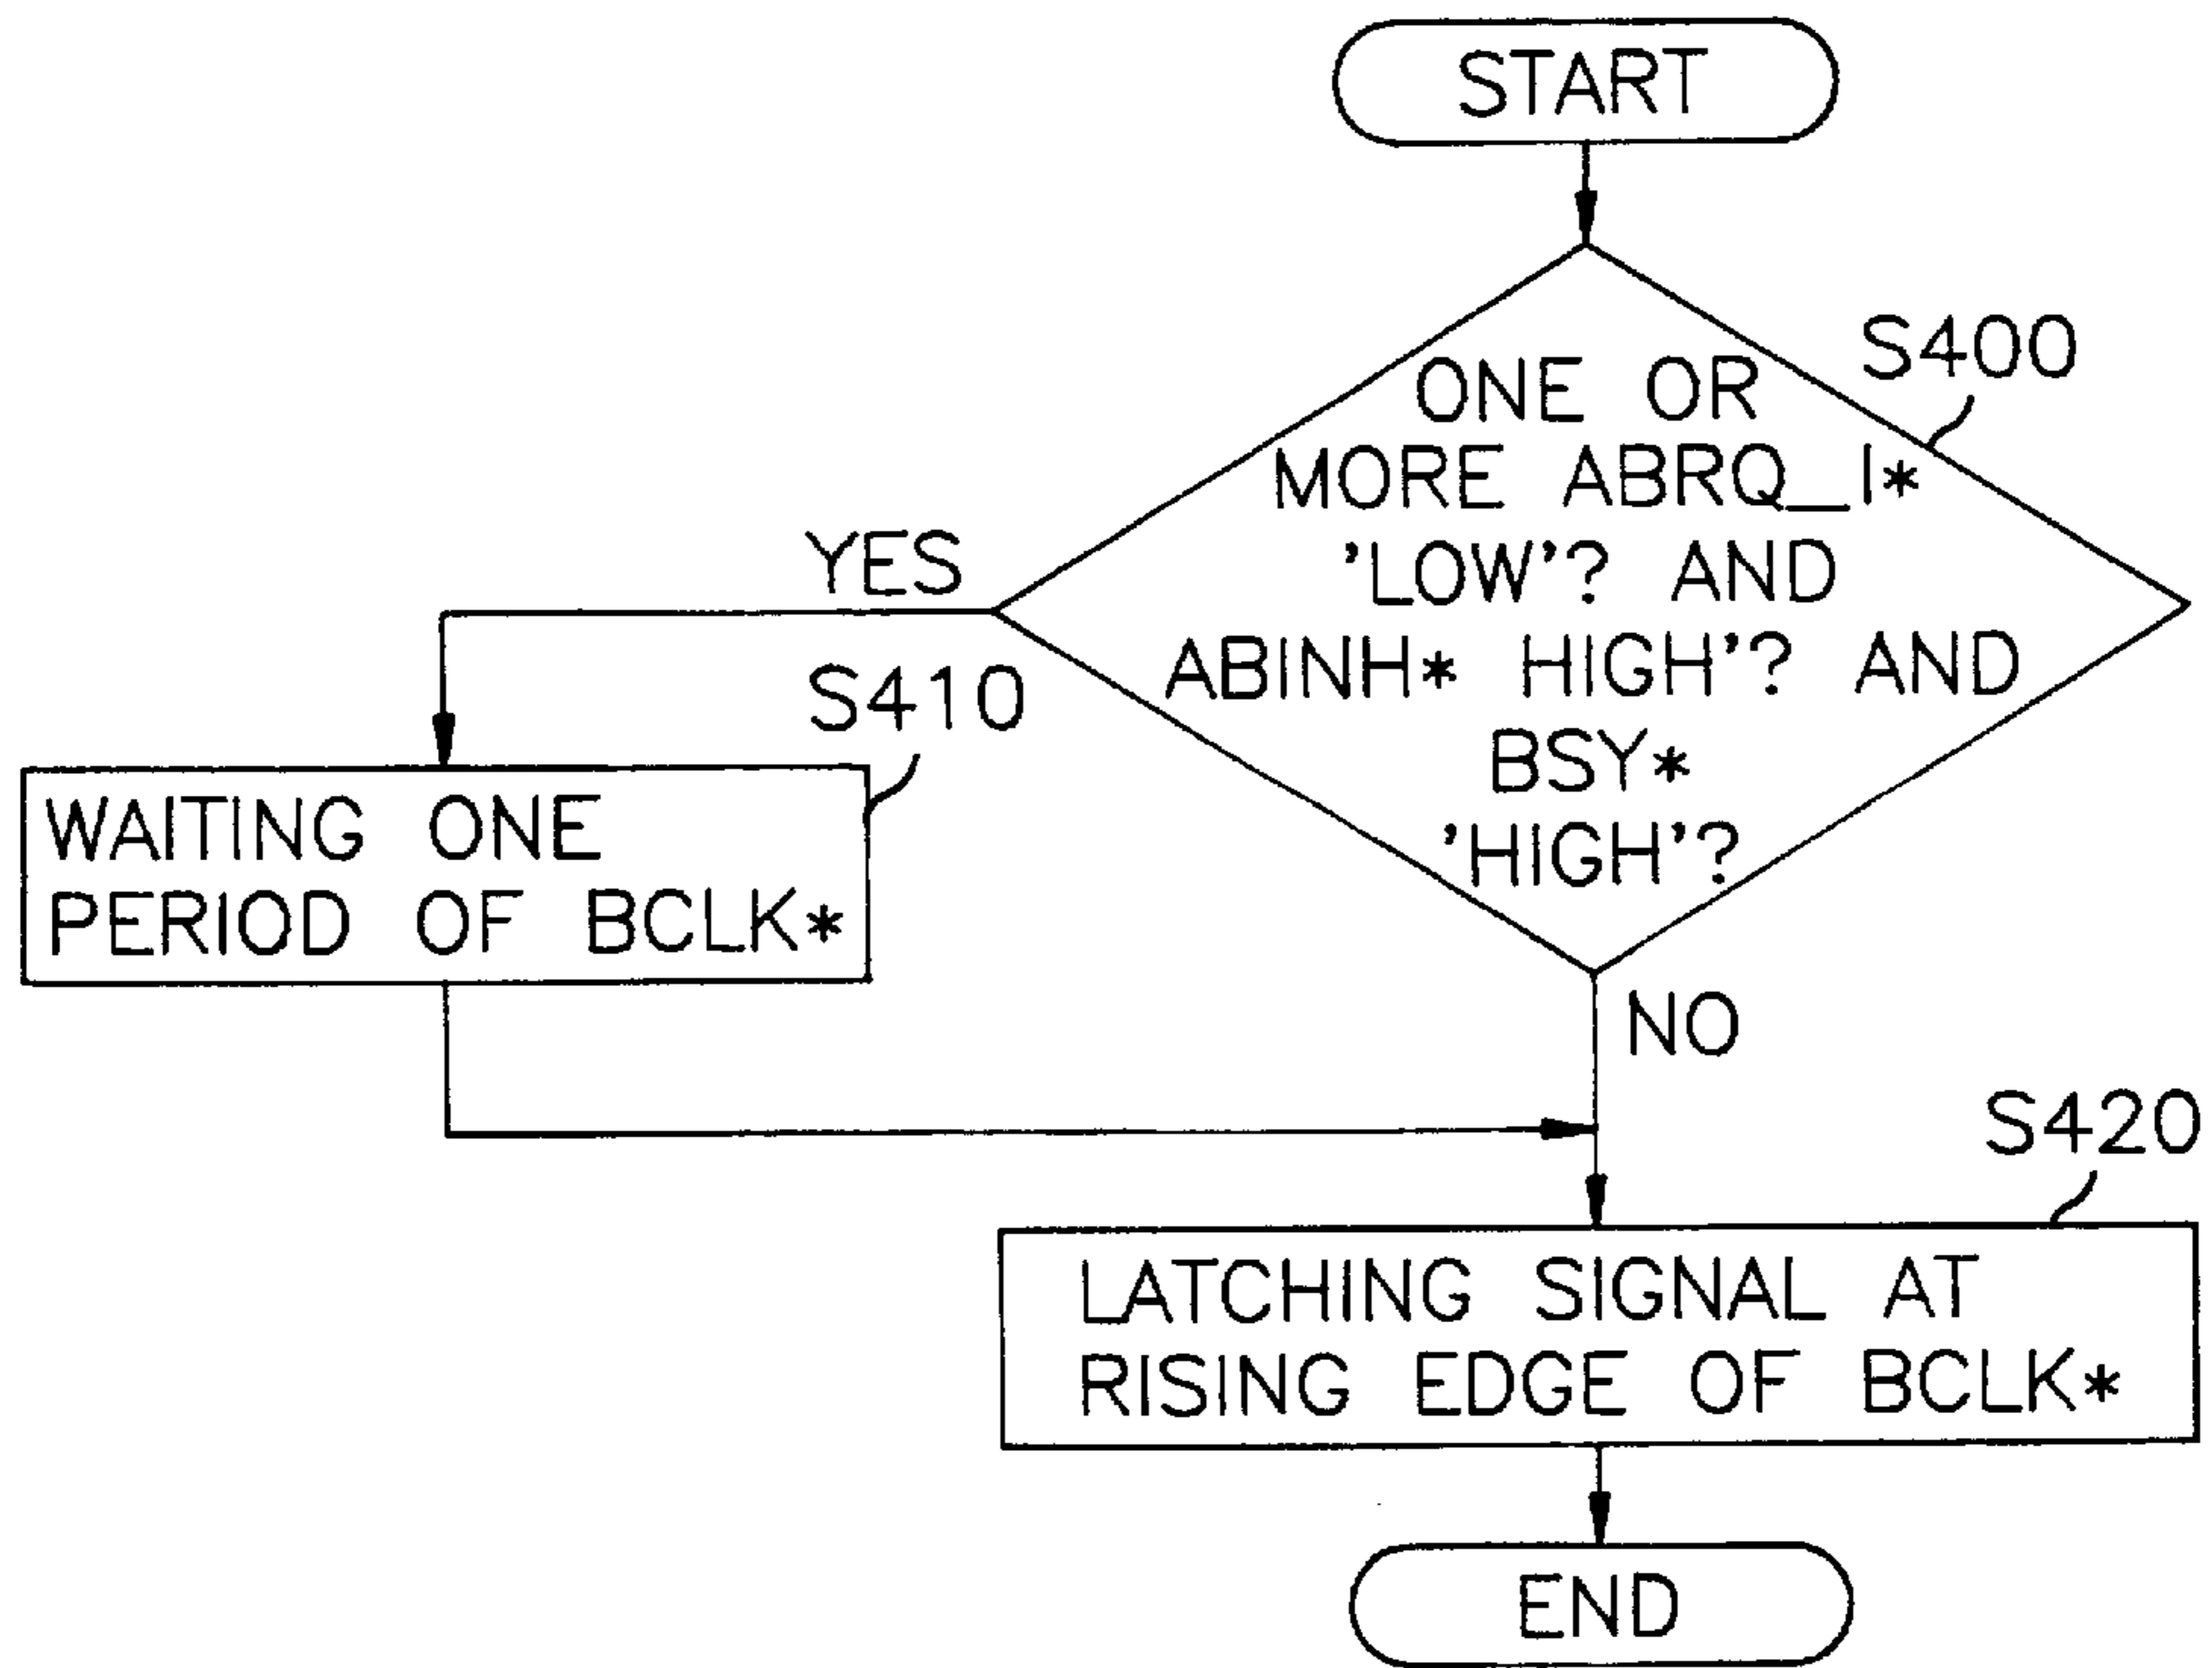 START
S400
ONE OR
MORE ABRQ_I*
'LOW'? AND
ABINH* HIGH'? AND
BSY*
'HIGH'?
YES
S410
WAITING ONE
PERIOD OF BCLK*
NO
S420
LATCHING SIGNAL AT
RISING EDGE OF BCLK*
END